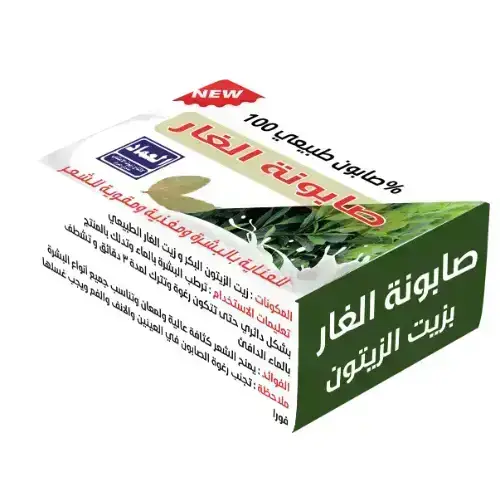 NEW
100 %صابون طبيعي
صابونة الغار
العماد
للعناية بالبشرة ومغذية ومقوية للشعر
المكونات : زيت الزيتون البكر و زيت الغار الطبيعي
تعليمات الاستخدام : ترطب البشرة بالماء وتدلك بالمنتج
بشكل دائري حتى تتكون رغوة وتترك لمدة ٣ دقائق و تشطف
بالماء الدافئ
الفوائد : يمنح الشعر كثافة عالية ولمعان وتناسب جميع انواع البشرة
ملاحظة : تجنب رغوة الصابون في العينين والانف والفم ويجب غسلها
فورا
صابونة الغار
بزيت الزيتون